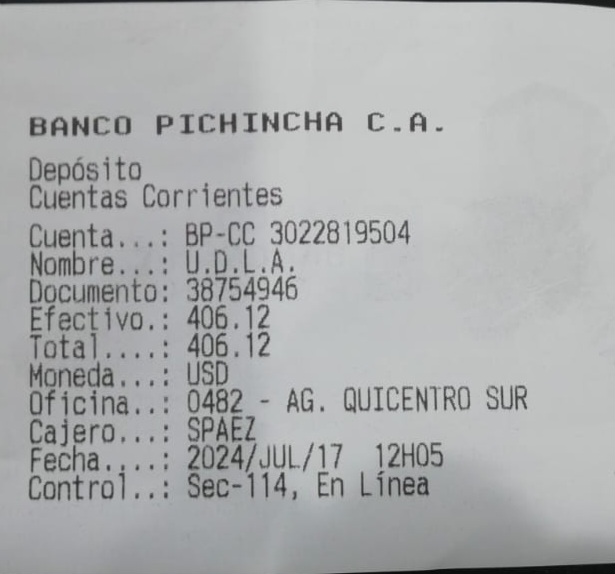 BANCO PICHINCHA C.A.
Depósito
Cuentas Corrientes
Cuenta...: BP-CC 3022819504
Nombre...: U.D.L.A.
Documento: 38754946
Efectivo.: 406.12
Total....: 406.12
Moneda...: USD
Oficina..: 0482 - AG. QUICENTRO SUR
Cajero...: SPAEZ
Fecha....: 2024/JUL/17 12H05
Control..: Sec-114, En Línea